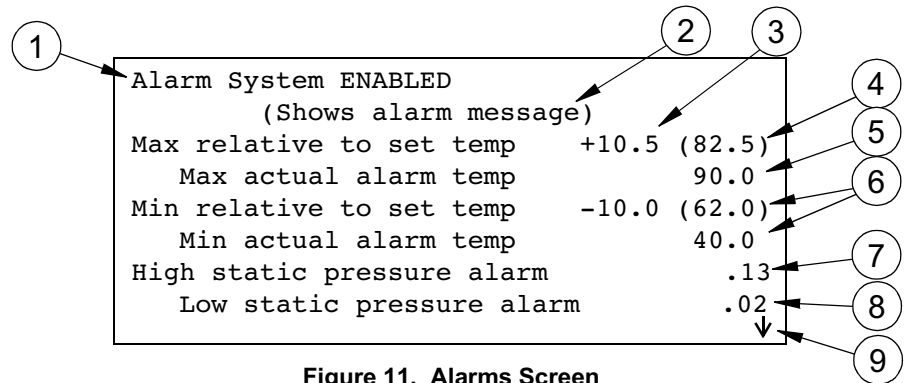 1
2
3
4
5
6
7
8
9
Alarm System ENABLED
(Shows alarm message)
Max relative to set temp +10.5 (82.5)
Max actual alarm temp 90.0
Min relative to set temp -10.0 (62.0)
Min actual alarm temp 40.0
High static pressure alarm .13
Low static pressure alarm .02
Figure 11. Alarms Screen